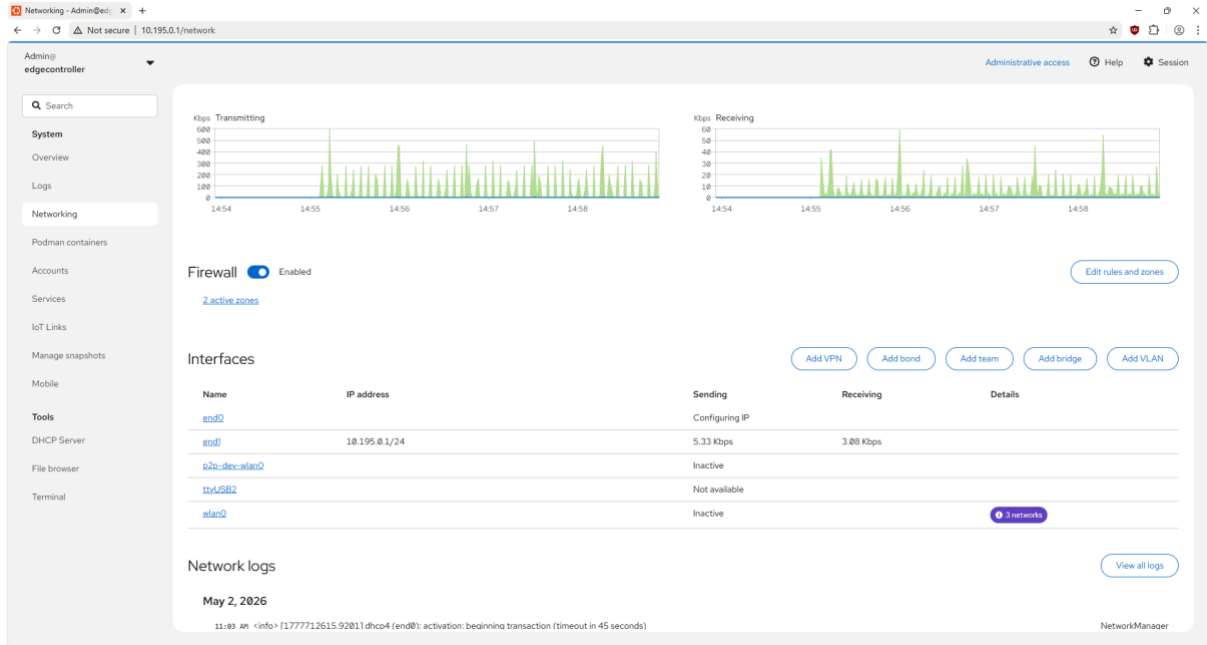 Networking - Admin@edg
Not secure | 10.195.0.1/network
Admin@
edgecontroller
Administrative access Help Session
Search
System
Overview
Logs
Networking
Podman containers
Accounts
Services
IoT Links
Manage snapshots
Mobile
Tools
DHCP Server
File browser
Terminal
Kbps Transmitting
600
500
400
300
200
100
0
14:54 14:55 14:56 14:57 14:58
Kbps Receiving
60
50
40
30
20
10
0
14:54 14:55 14:56 14:57 14:58
Firewall Enabled
Edit rules and zones
2 active zones
Interfaces
Add VPN Add bond Add team Add bridge Add VLAN
Name IP address Sending Receiving Details
end0 Configuring IP
end1 10.195.0.1/24 5.33 Kbps 3.08 Kbps
p2p-dev-wlan0 Inactive
ttyUSB2 Not available
wlan0 Inactive 3 networks
Network logs
View all logs
May 2, 2026
11:03 AM <info> [1777712615.9201] dhcp4 (end0): activation: beginning transaction (timeout in 45 seconds) NetworkManager